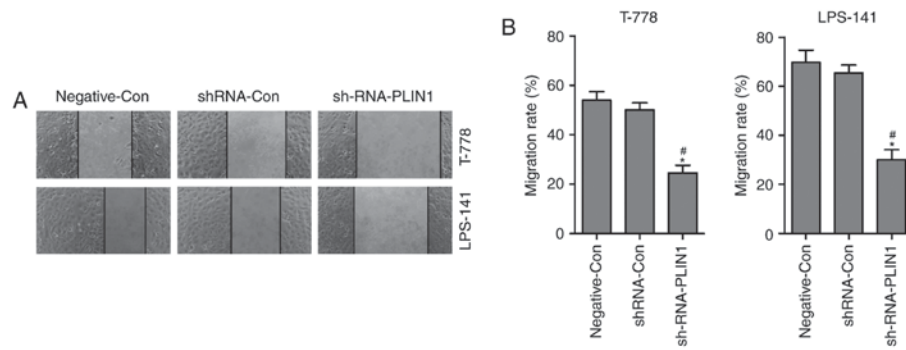 A
Negative-Con
shRNA-Con
sh-RNA-PLIN1
T-778
LPS-141
B
T-778
Migration rate (%)
80
60
40
20
0
#
*
Negative-Con
shRNA-Con
sh-RNA-PLIN1
LPS-141
Migration rate (%)
80
60
40
20
0
#
*
Negative-Con
shRNA-Con
sh-RNA-PLIN1